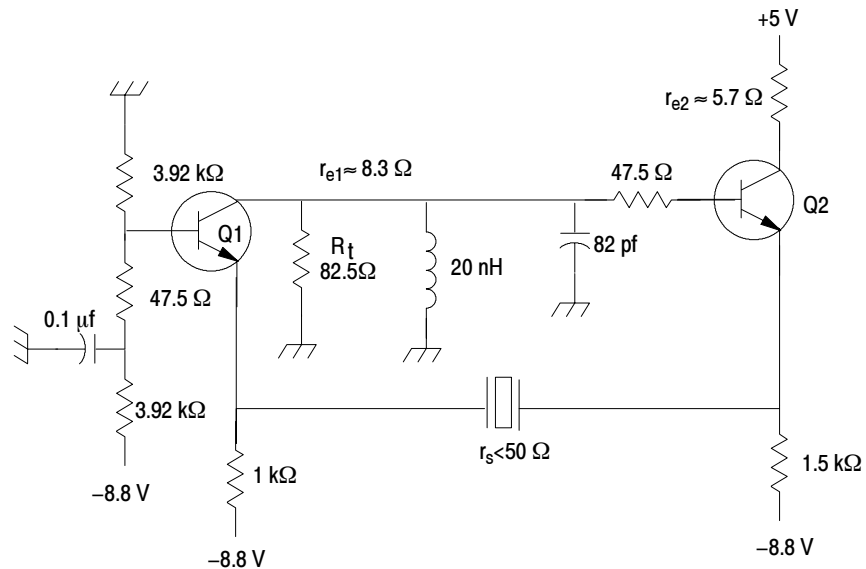 +5 V
r_e2 ≈ 5.7 Ω
3.92 kΩ
r_e1≈ 8.3 Ω
47.5 Ω
Q1
Q2
R_t
82.5Ω
20 nH
82 pf
47.5 Ω
0.1 μf
3.92 kΩ
r_s<50 Ω
1 kΩ
1.5 kΩ
−8.8 V
−8.8 V
−8.8 V